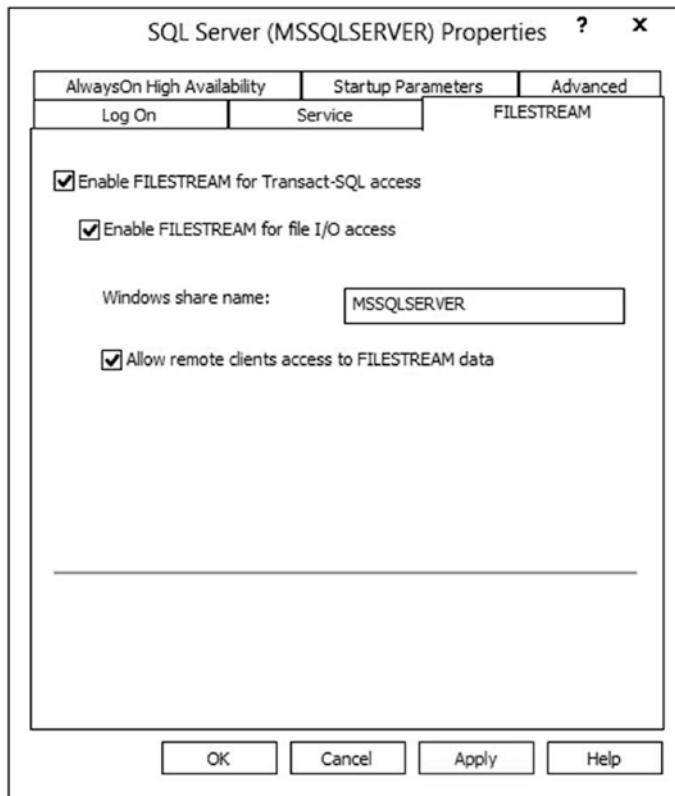 SQL Server (MSSQLSERVER) Properties ? x
AlwaysOn High Availability Startup Parameters Advanced
Log On Service FILESTREAM
Enable FILESTREAM for Transact-SQL access
Enable FILESTREAM for file I/O access
Windows share name: MSSQLSERVER
Allow remote clients access to FILESTREAM data
OK Cancel Apply Help